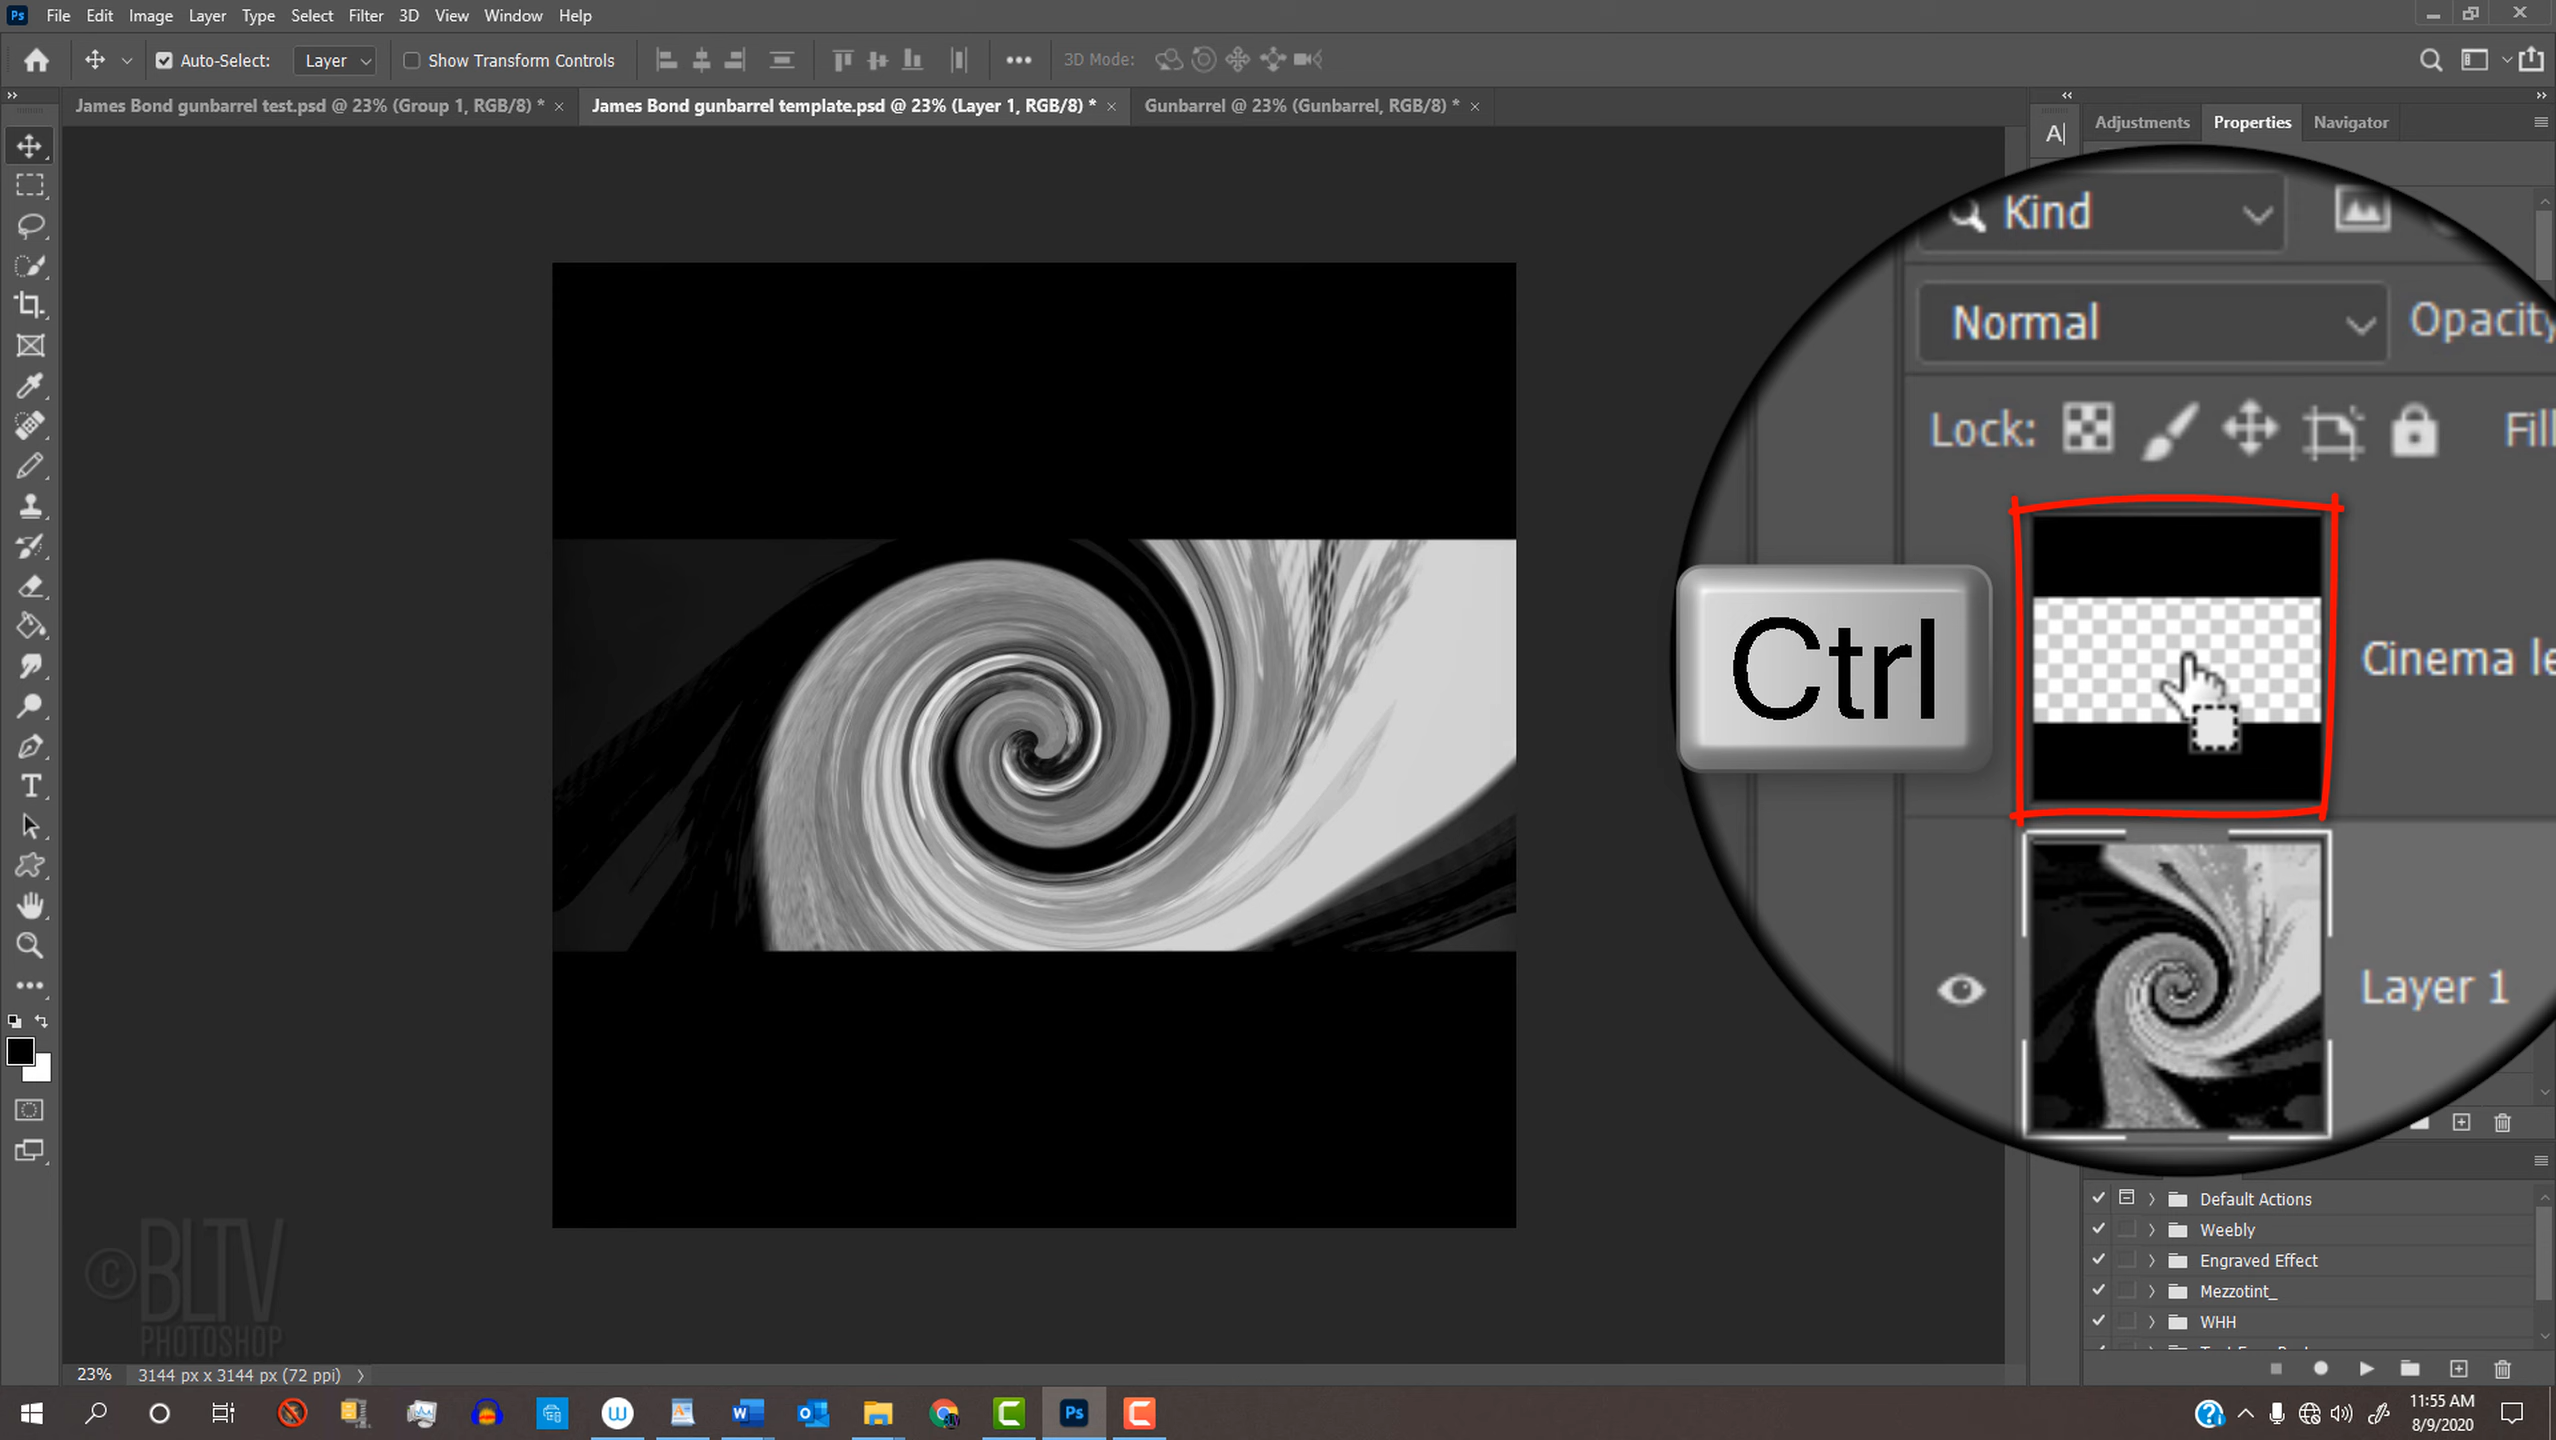 Ps File Edit Image Layer Type Select Filter 3D View Window Help
Auto-Select: Layer Show Transform Controls 3D Mode:
James Bond gunbarrel test.psd @ 23% (Group 1, RGB/8) *
James Bond gunbarrel template.psd @ 23% (Layer 1, RGB/8) *
Gunbarrel @ 23% (Gunbarrel, RGB/8) *
A
Adjustments Properties Navigator
Kind
Normal Opacity
Lock: Fill
Ctrl
Cinema le
Layer 1
Default Actions
Weebly
Engraved Effect
Mezzotint_
WHH
©BLTV
PHOTOSHOP
23% 3144 px x 3144 px (72 ppi)
11:55 AM
8/9/2020